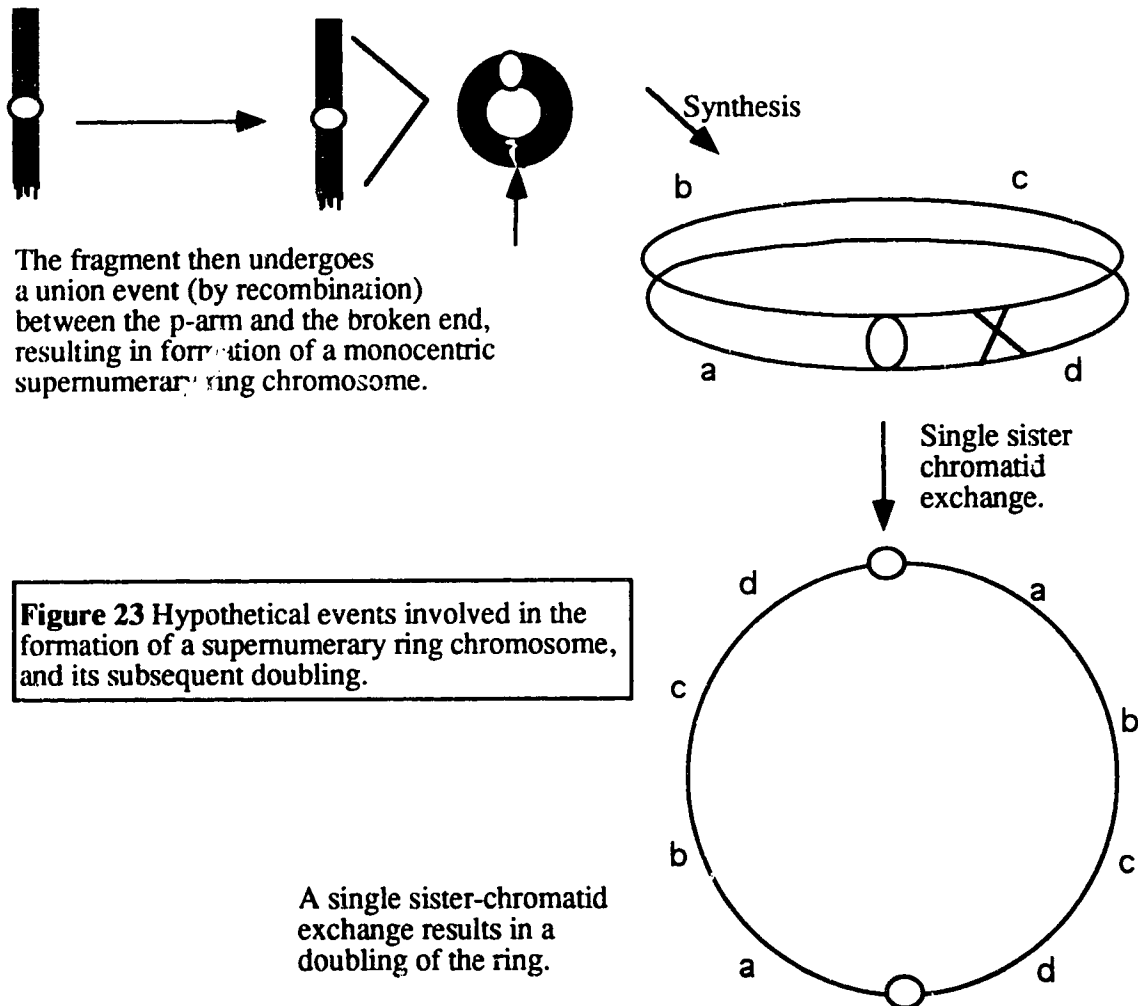 Synthesis
b
c
The fragment then undergoes
a union event (by recombination)
between the p-arm and the broken end,
resulting in formation of a monocentric
supernumerary ring chromosome.
a
d
Single sister
chromatid
exchange.
Figure 23 Hypothetical events involved in the
formation of a supernumerary ring chromosome,
and its subsequent doubling.
d
a
c
b
b
c
A single sister-chromatid
exchange results in a
doubling of the ring.
a
d